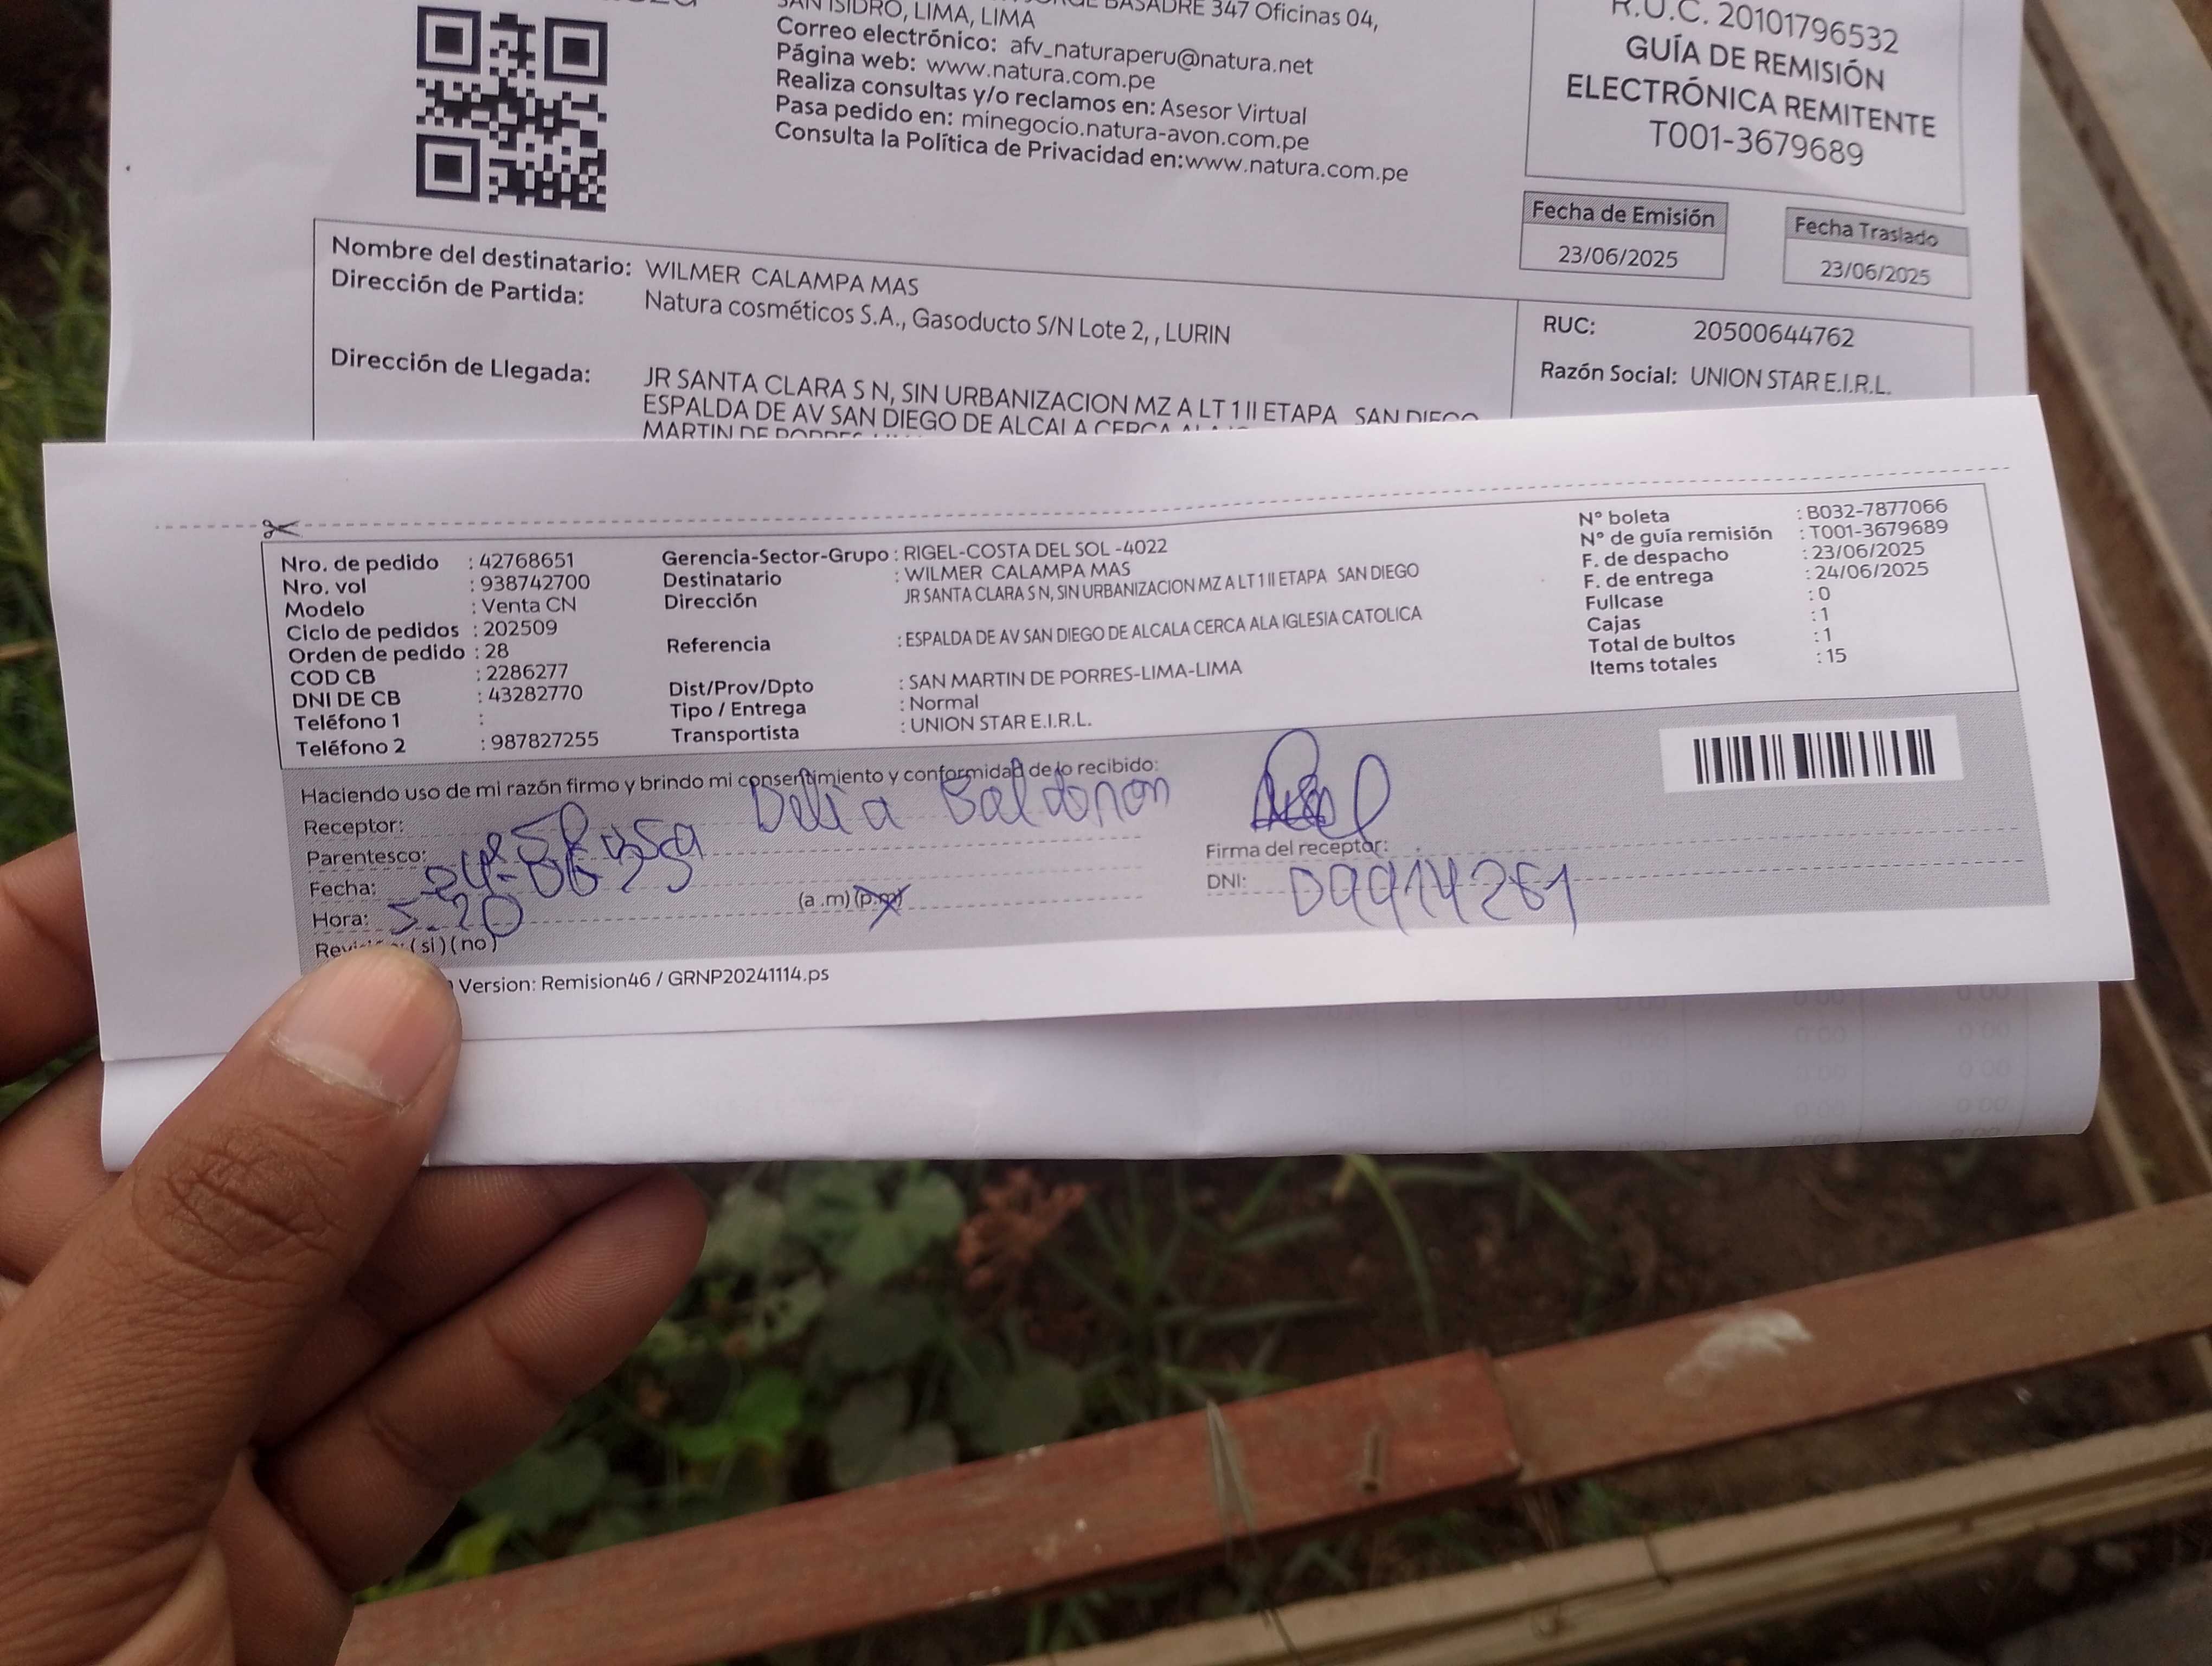 SAN ISIDRO, LIMA, LIMA
BASADRE 347 Oficinas 04,
Correo electrónico: afv_naturaperu@natura.net
Página web: www.natura.com.pe
Realiza consultas y/o reclamos en: Asesor Virtual
Pasa pedido en: minegocio.natura-avon.com.pe
Consulta la Política de Privacidad en:www.natura.com.pe
R.U.C. 20101796532
GUÍA DE REMISIÓN
ELECTRÓNICA REMITENTE
T001-3679689
Fecha de Emisión
23/06/2025
Fecha Traslado
23/06/2025
Nombre del destinatario: WILMER CALAMPA MAS
Dirección de Partida: Natura cosméticos S.A., Gasoducto S/N Lote 2, , LURIN
Dirección de Llegada: JR SANTA CLARA S N, SIN URBANIZACION MZ A LT 1 II ETAPA SAN DIEGO
ESPALDA DE AV SAN DIEGO DE ALCALA CERCA
MARTIN DE PORRES
RUC: 20500644762
Razón Social: UNION STAR E.I.R.L.
Nro. de pedido : 42768651
Nro. vol : 938742700
Modelo : Venta CN
Ciclo de pedidos : 202509
Orden de pedido : 28
COD CB : 2286277
DNI DE CB : 43282770
Teléfono 1 :
Teléfono 2 : 987827255
Gerencia-Sector-Grupo : RIGEL-COSTA DEL SOL -4022
Destinatario : WILMER CALAMPA MAS
Dirección JR SANTA CLARA S N, SIN URBANIZACION MZ A LT 1 II ETAPA SAN DIEGO
Referencia : ESPALDA DE AV SAN DIEGO DE ALCALA CERCA ALA IGLESIA CATOLICA
Dist/Prov/Dpto : SAN MARTIN DE PORRES-LIMA-LIMA
Tipo / Entrega : Normal
Transportista : UNION STAR E.I.R.L.
N° boleta : B032-7877066
N° de guía remisión : T001-3679689
F. de despacho : 23/06/2025
F. de entrega : 24/06/2025
Fullcase : 0
Cajas : 1
Total de bultos : 1
Items totales : 15
Haciendo uso de mi razón firmo y brindo mi consentimiento y conformidad de lo recibido:
Receptor: Delia Baldonon
Parentesco: esposa
Fecha: 24-06-25
Hora: 5.20 (a .m) (p.m)
(si) (no)
Firma del receptor:
DNI: 09914261
Version: Remision46 / GRNP20241114.ps